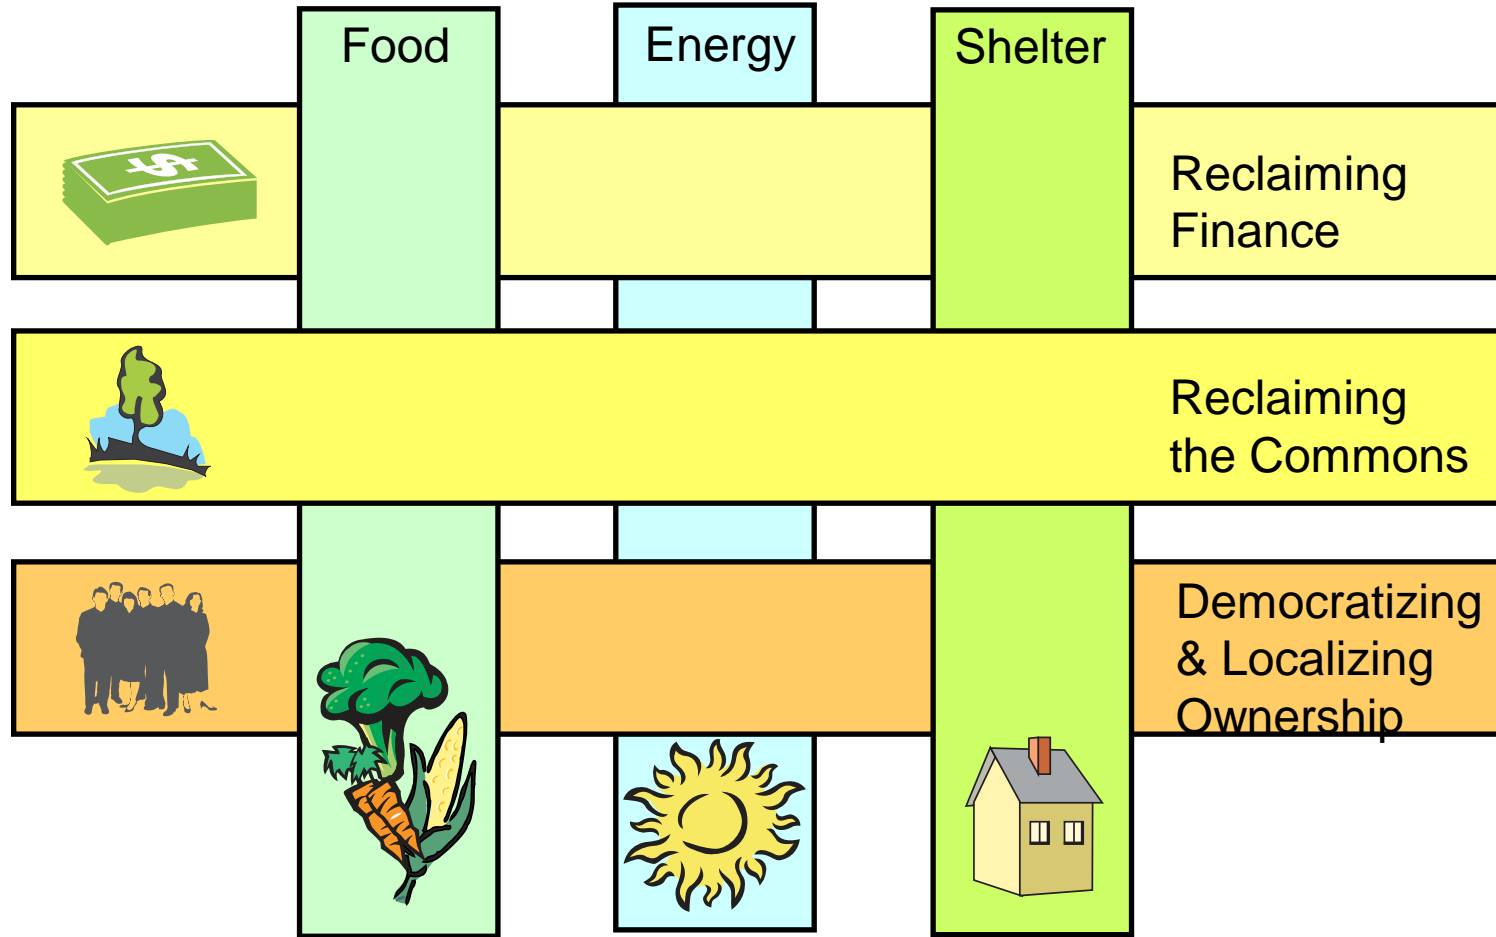 Food
Energy
Shelter
Reclaiming
Finance
Reclaiming
the Commons
Democratizing
& Localizing
Ownership
$